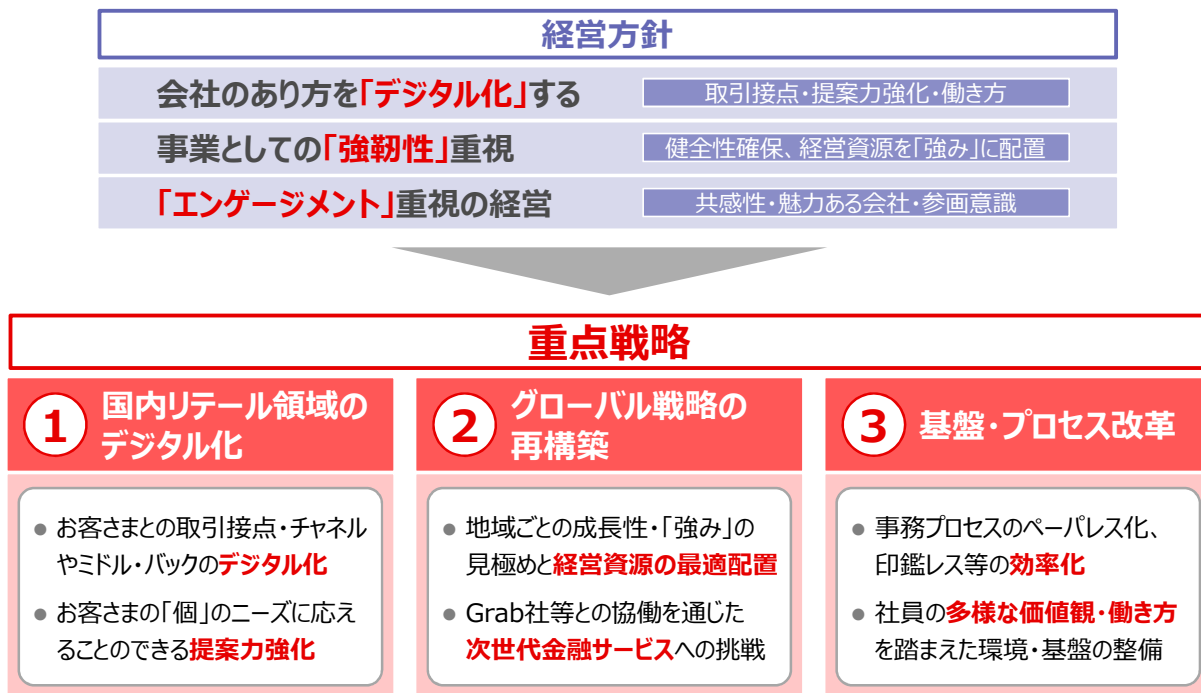 経営方針
会社のあり方を「デジタル化」する
取引接点・提案力強化・働き方
事業としての「強靭性」重視
健全性確保、経営資源を「強み」に配置
「エンゲージメント」重視の経営
共感性・魅力ある会社・参画意識
重点戦略
1
国内リテール領域の
デジタル化
● お客さまとの取引接点・チャネル
やミドル・バックのデジタル化
● お客さまの「個」のニーズに応え
ることのできる提案力強化
2
グローバル戦略の
再構築
● 地域ごとの成長性・「強み」の
見極めと経営資源の最適配置
● Grab社等との協働を通じた
次世代金融サービスへの挑戦
3
基盤・プロセス改革
● 事務プロセスのペーパレス化、
印鑑レス等の効率化
● 社員の多様な価値観・働き方
を踏まえた環境・基盤の整備